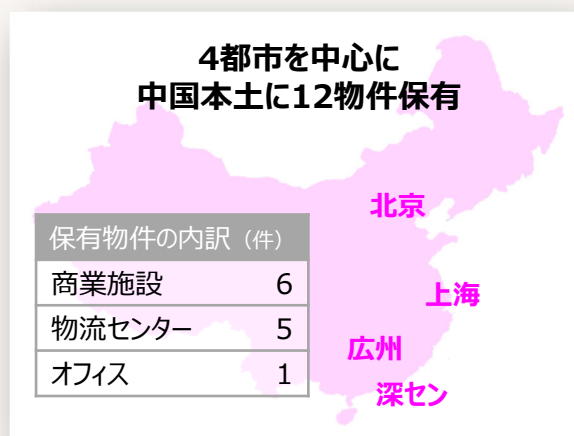 4都市を中心に
中国本土に12物件保有
北京
保有物件の内訳（件）
商業施設 6
上海
物流センター 5
広州
オフィス 1
深セン